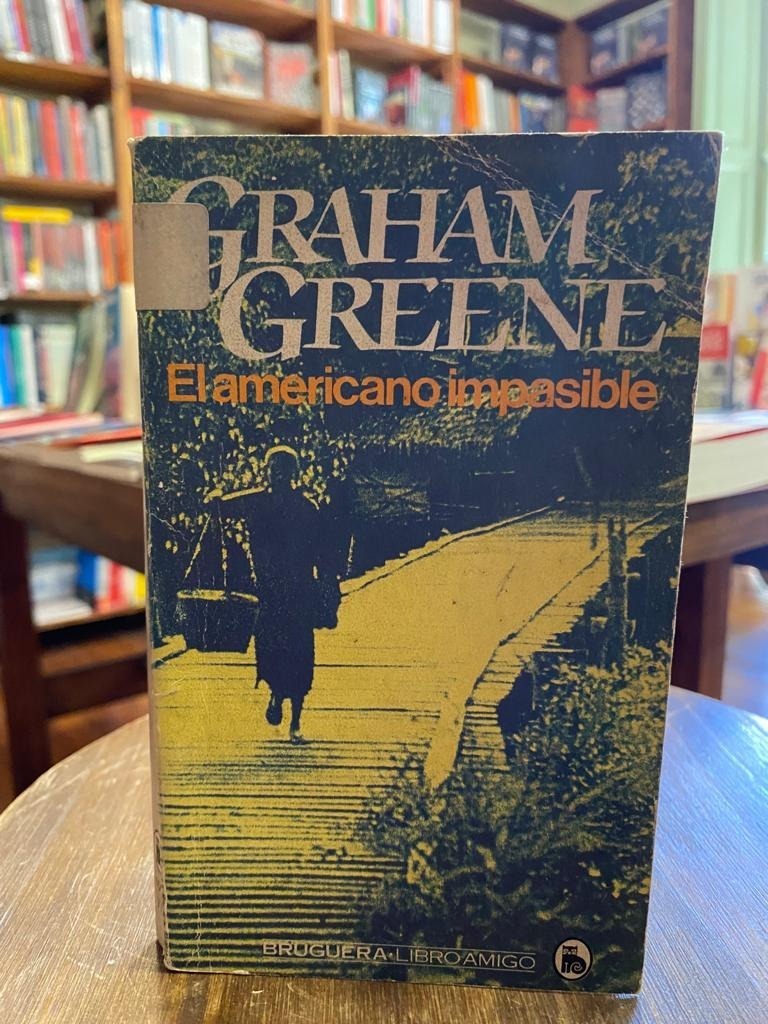 GRAHAM
GREENE
El americano impasible
BRUGUERA·LIBRO AMIGO